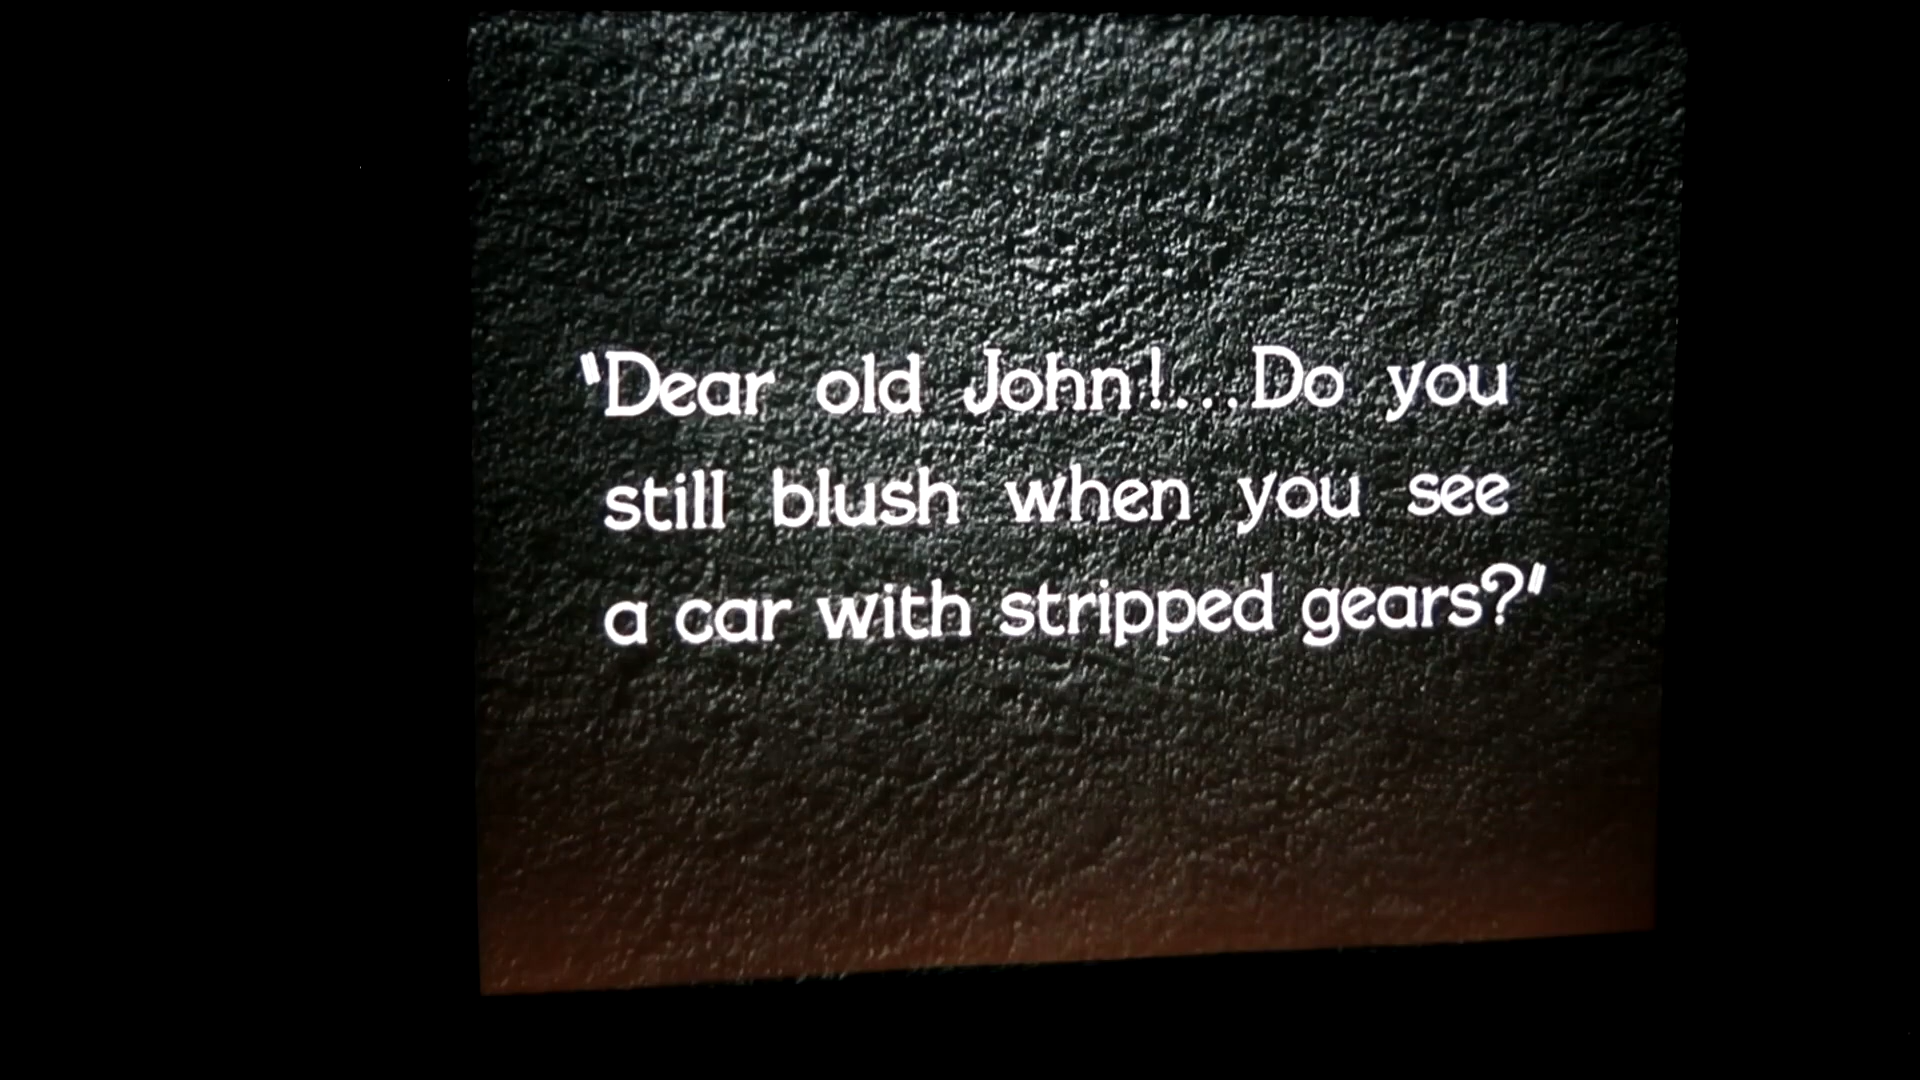 "Dear old John!...Do you
still blush when you see
a car with stripped gears?"